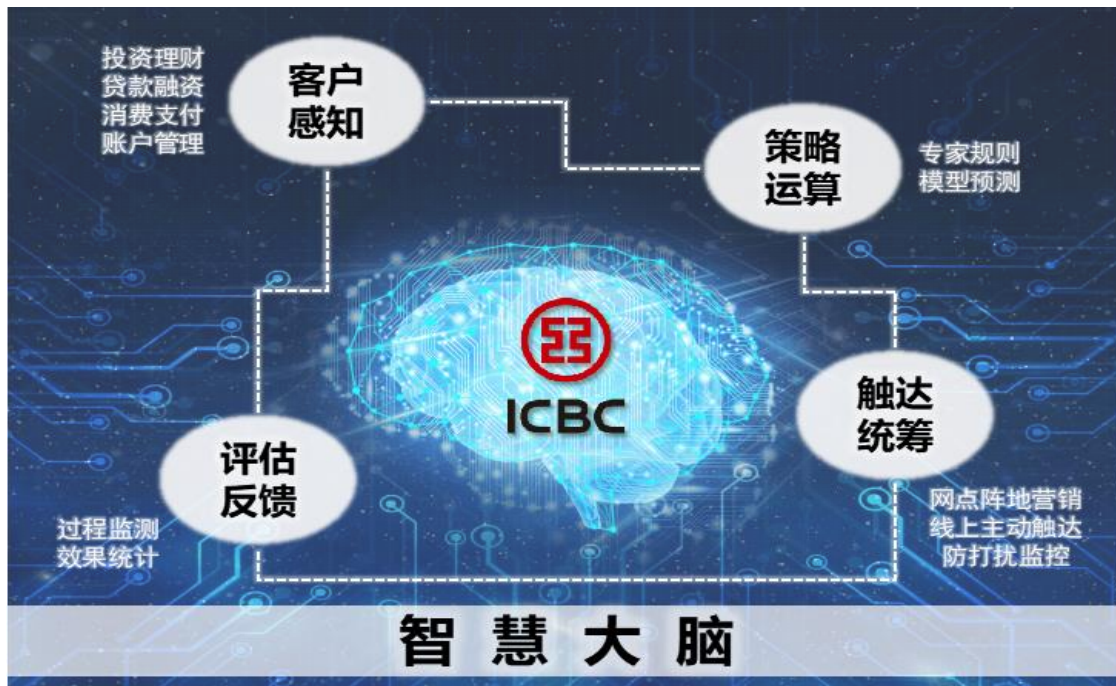 投资理财
贷款融资
消费支付
账户管理
客户
感知
策略
运算
专家规则
模型预测
ICBC
触达
统筹
网点阵地营销
线上主动触达
防打扰监控
评估
反馈
过程监测
效果统计
智慧大脑